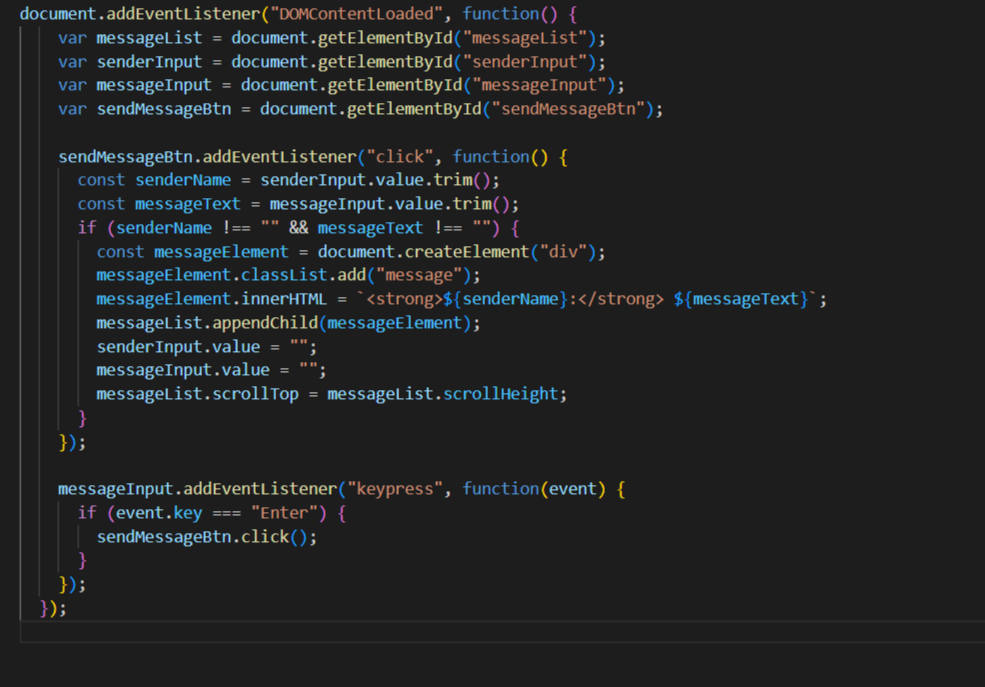 document.addEventListener("DOMContentLoaded", function() {
var messageList = document.getElementById("messageList");
var senderInput = document.getElementById("senderInput");
var messageInput = document.getElementById("messageInput");
var sendMessageBtn = document.getElementById("sendMessageBtn");
sendMessageBtn.addEventListener("click", function() {
const senderName = senderInput.value.trim();
const messageText = messageInput.value.trim();
if (senderName !== "" && messageText !== "") {
const messageElement = document.createElement("div");
messageElement.classList.add("message");
messageElement.innerHTML = `<strong>${senderName}:</strong> ${messageText}`;
messageList.appendChild(messageElement);
senderInput.value = "";
messageInput.value = "";
messageList.scrollTop = messageList.scrollHeight;
}
});
messageInput.addEventListener("keypress", function(event) {
if (event.key === "Enter") {
sendMessageBtn.click();
}
});
});